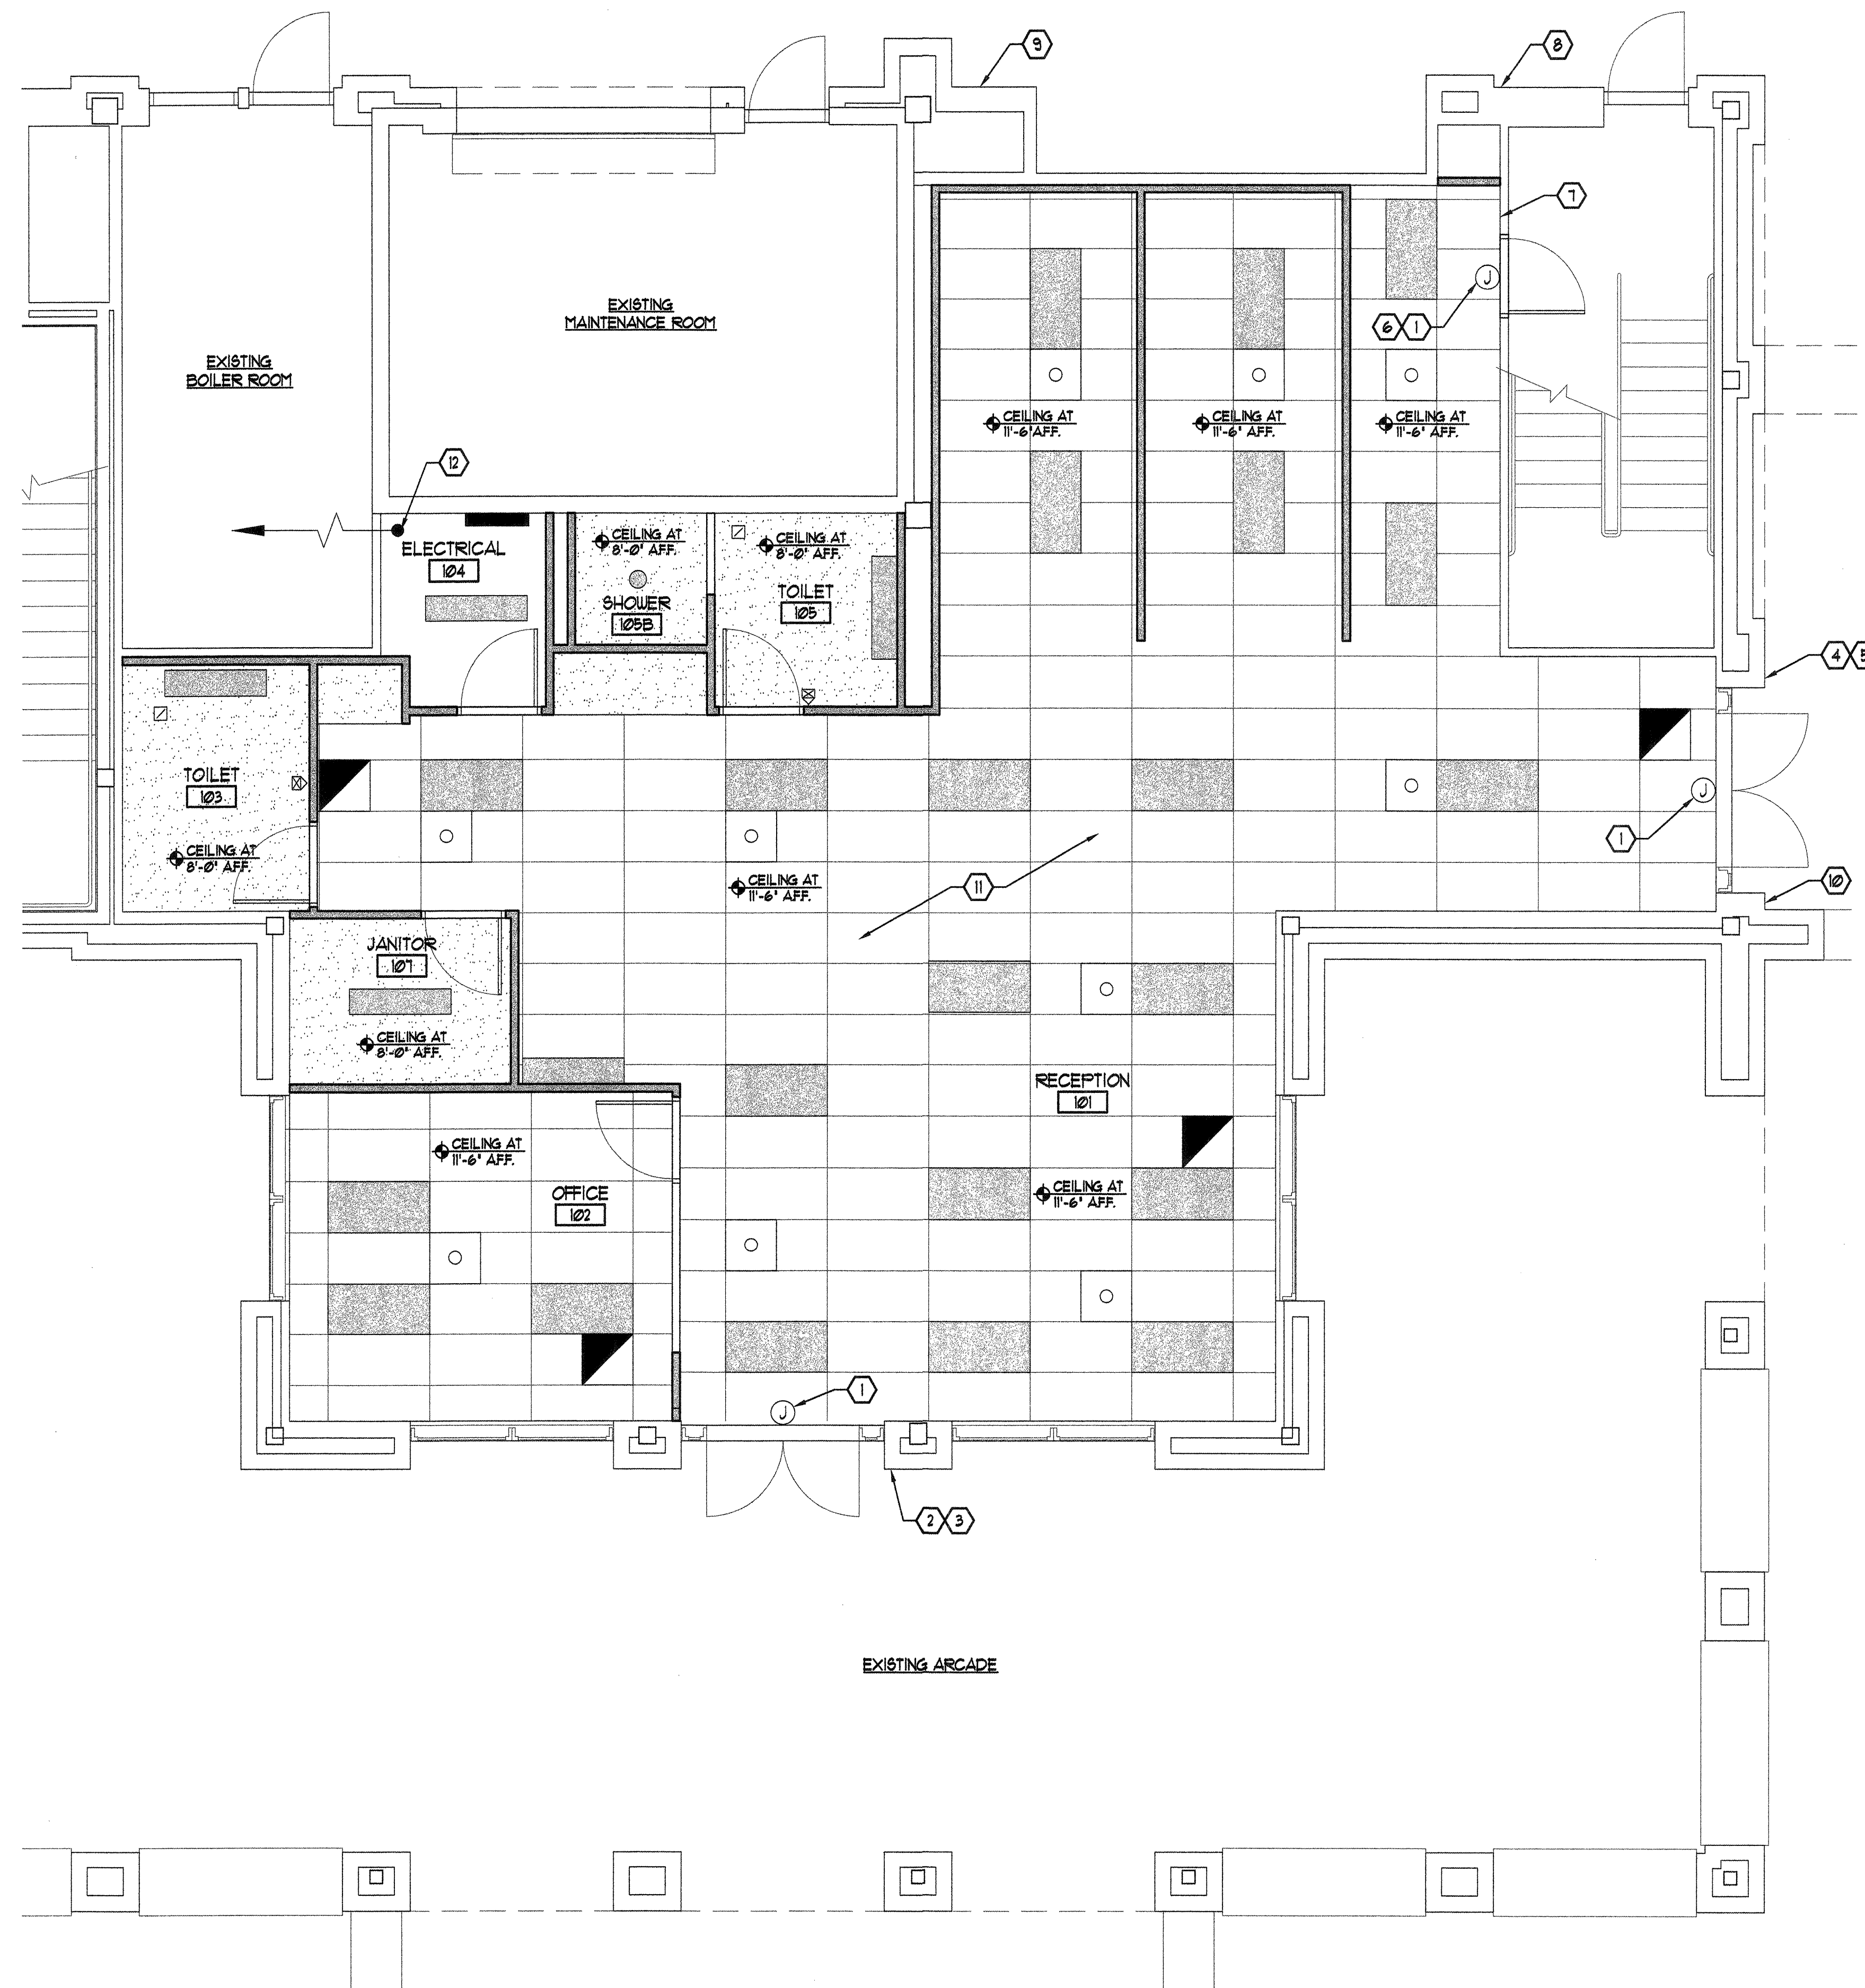 9
8
7
EXISTING
MAINTENANCE ROOM
J
6 1
EXISTING
BOILER ROOM
CEILING AT
11'-6" AFF.
CEILING AT
11'-6" AFF.
CEILING AT
11'-6" AFF.
12
ELECTRICAL
104
CEILING AT
8'-0" AFF.
SHOWER
105B
CEILING AT
8'-0" AFF.
TOILET
105
4 5
TOILET
103
CEILING AT
8'-0" AFF.
J
1
CEILING AT
11'-6" AFF.
11
10
JANITOR
107
CEILING AT
8'-0" AFF.
RECEPTION
101
CEILING AT
11'-6" AFF.
OFFICE
102
CEILING AT
11'-6" AFF.
1
J
2 3
EXISTING ARCADE